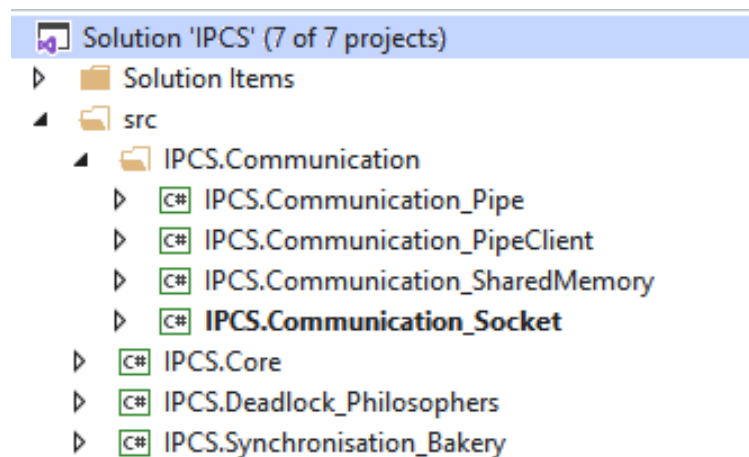 Solution 'IPCS' (7 of 7 projects)
Solution Items
src
IPCS.Communication
C# IPCS.Communication_Pipe
C# IPCS.Communication_PipeClient
C# IPCS.Communication_SharedMemory
C# IPCS.Communication_Socket
C# IPCS.Core
C# IPCS.Deadlock_Philosophers
C# IPCS.Synchronisation_Bakery